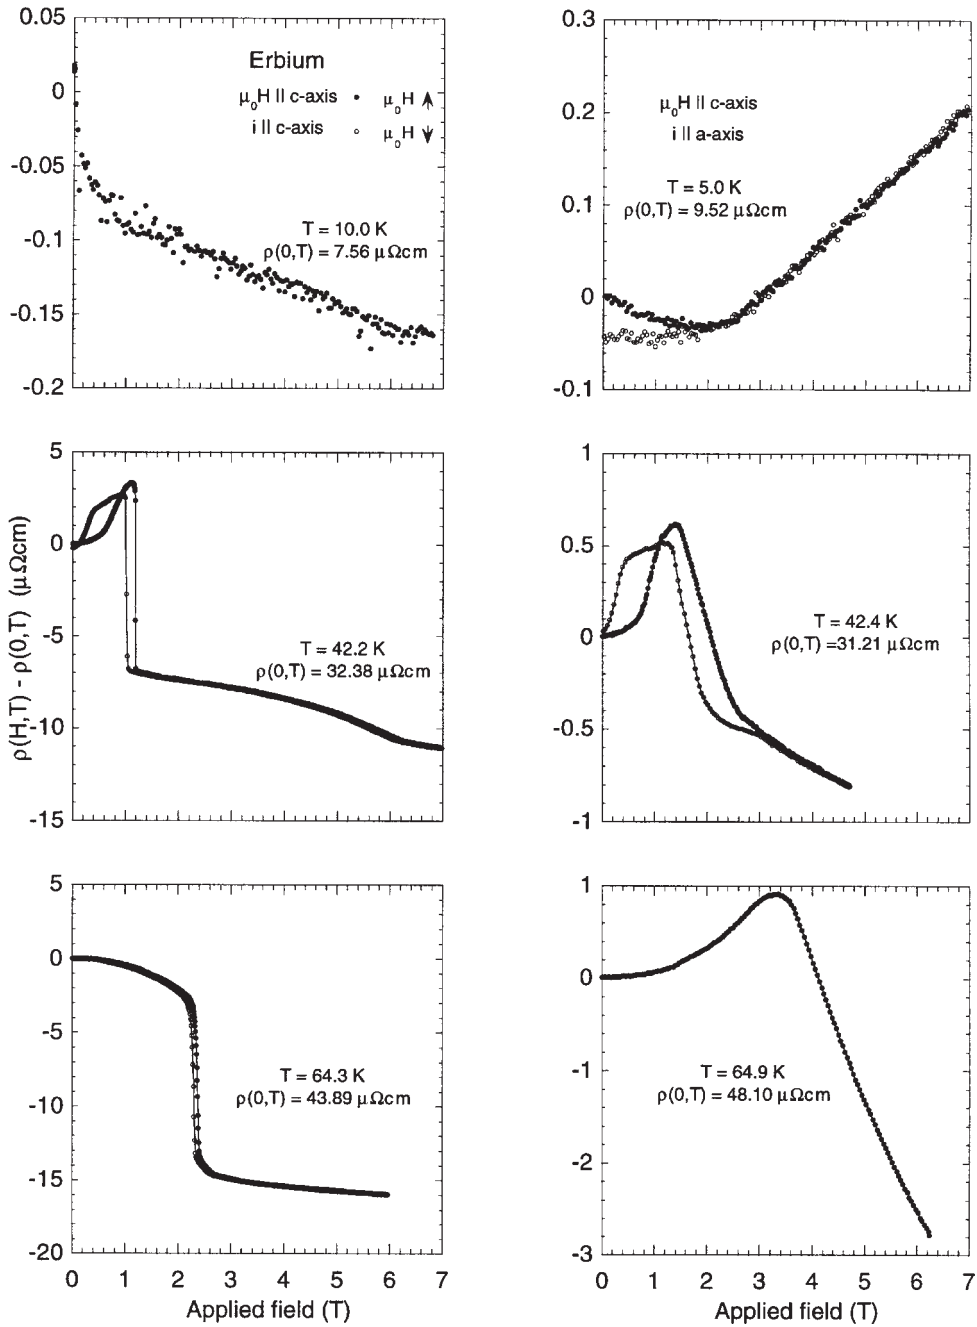 0.05
0
-0.05
-0.1
-0.15
-0.2
Erbium
μ₀H || c-axis • μ₀H ↑
i || c-axis ○ μ₀H ↓
T = 10.0 K
ρ(0,T) = 7.56 μΩcm
0.3
0.2
0.1
0
-0.1
μ₀H || c-axis
i || a-axis
T = 5.0 K
ρ(0,T) = 9.52 μΩcm
ρ(H,T) - ρ(0,T) (μΩcm)
5
0
-5
-10
-15
T = 42.2 K
ρ(0,T) = 32.38 μΩcm
1
0.5
0
-0.5
-1
T = 42.4 K
ρ(0,T) =31.21 μΩcm
5
0
-5
-10
-15
-20
T = 64.3 K
ρ(0,T) = 43.89 μΩcm
0 1 2 3 4 5 6 7
Applied field (T)
1
0
-1
-2
-3
T = 64.9 K
ρ(0,T) = 48.10 μΩcm
0 1 2 3 4 5 6 7
Applied field (T)